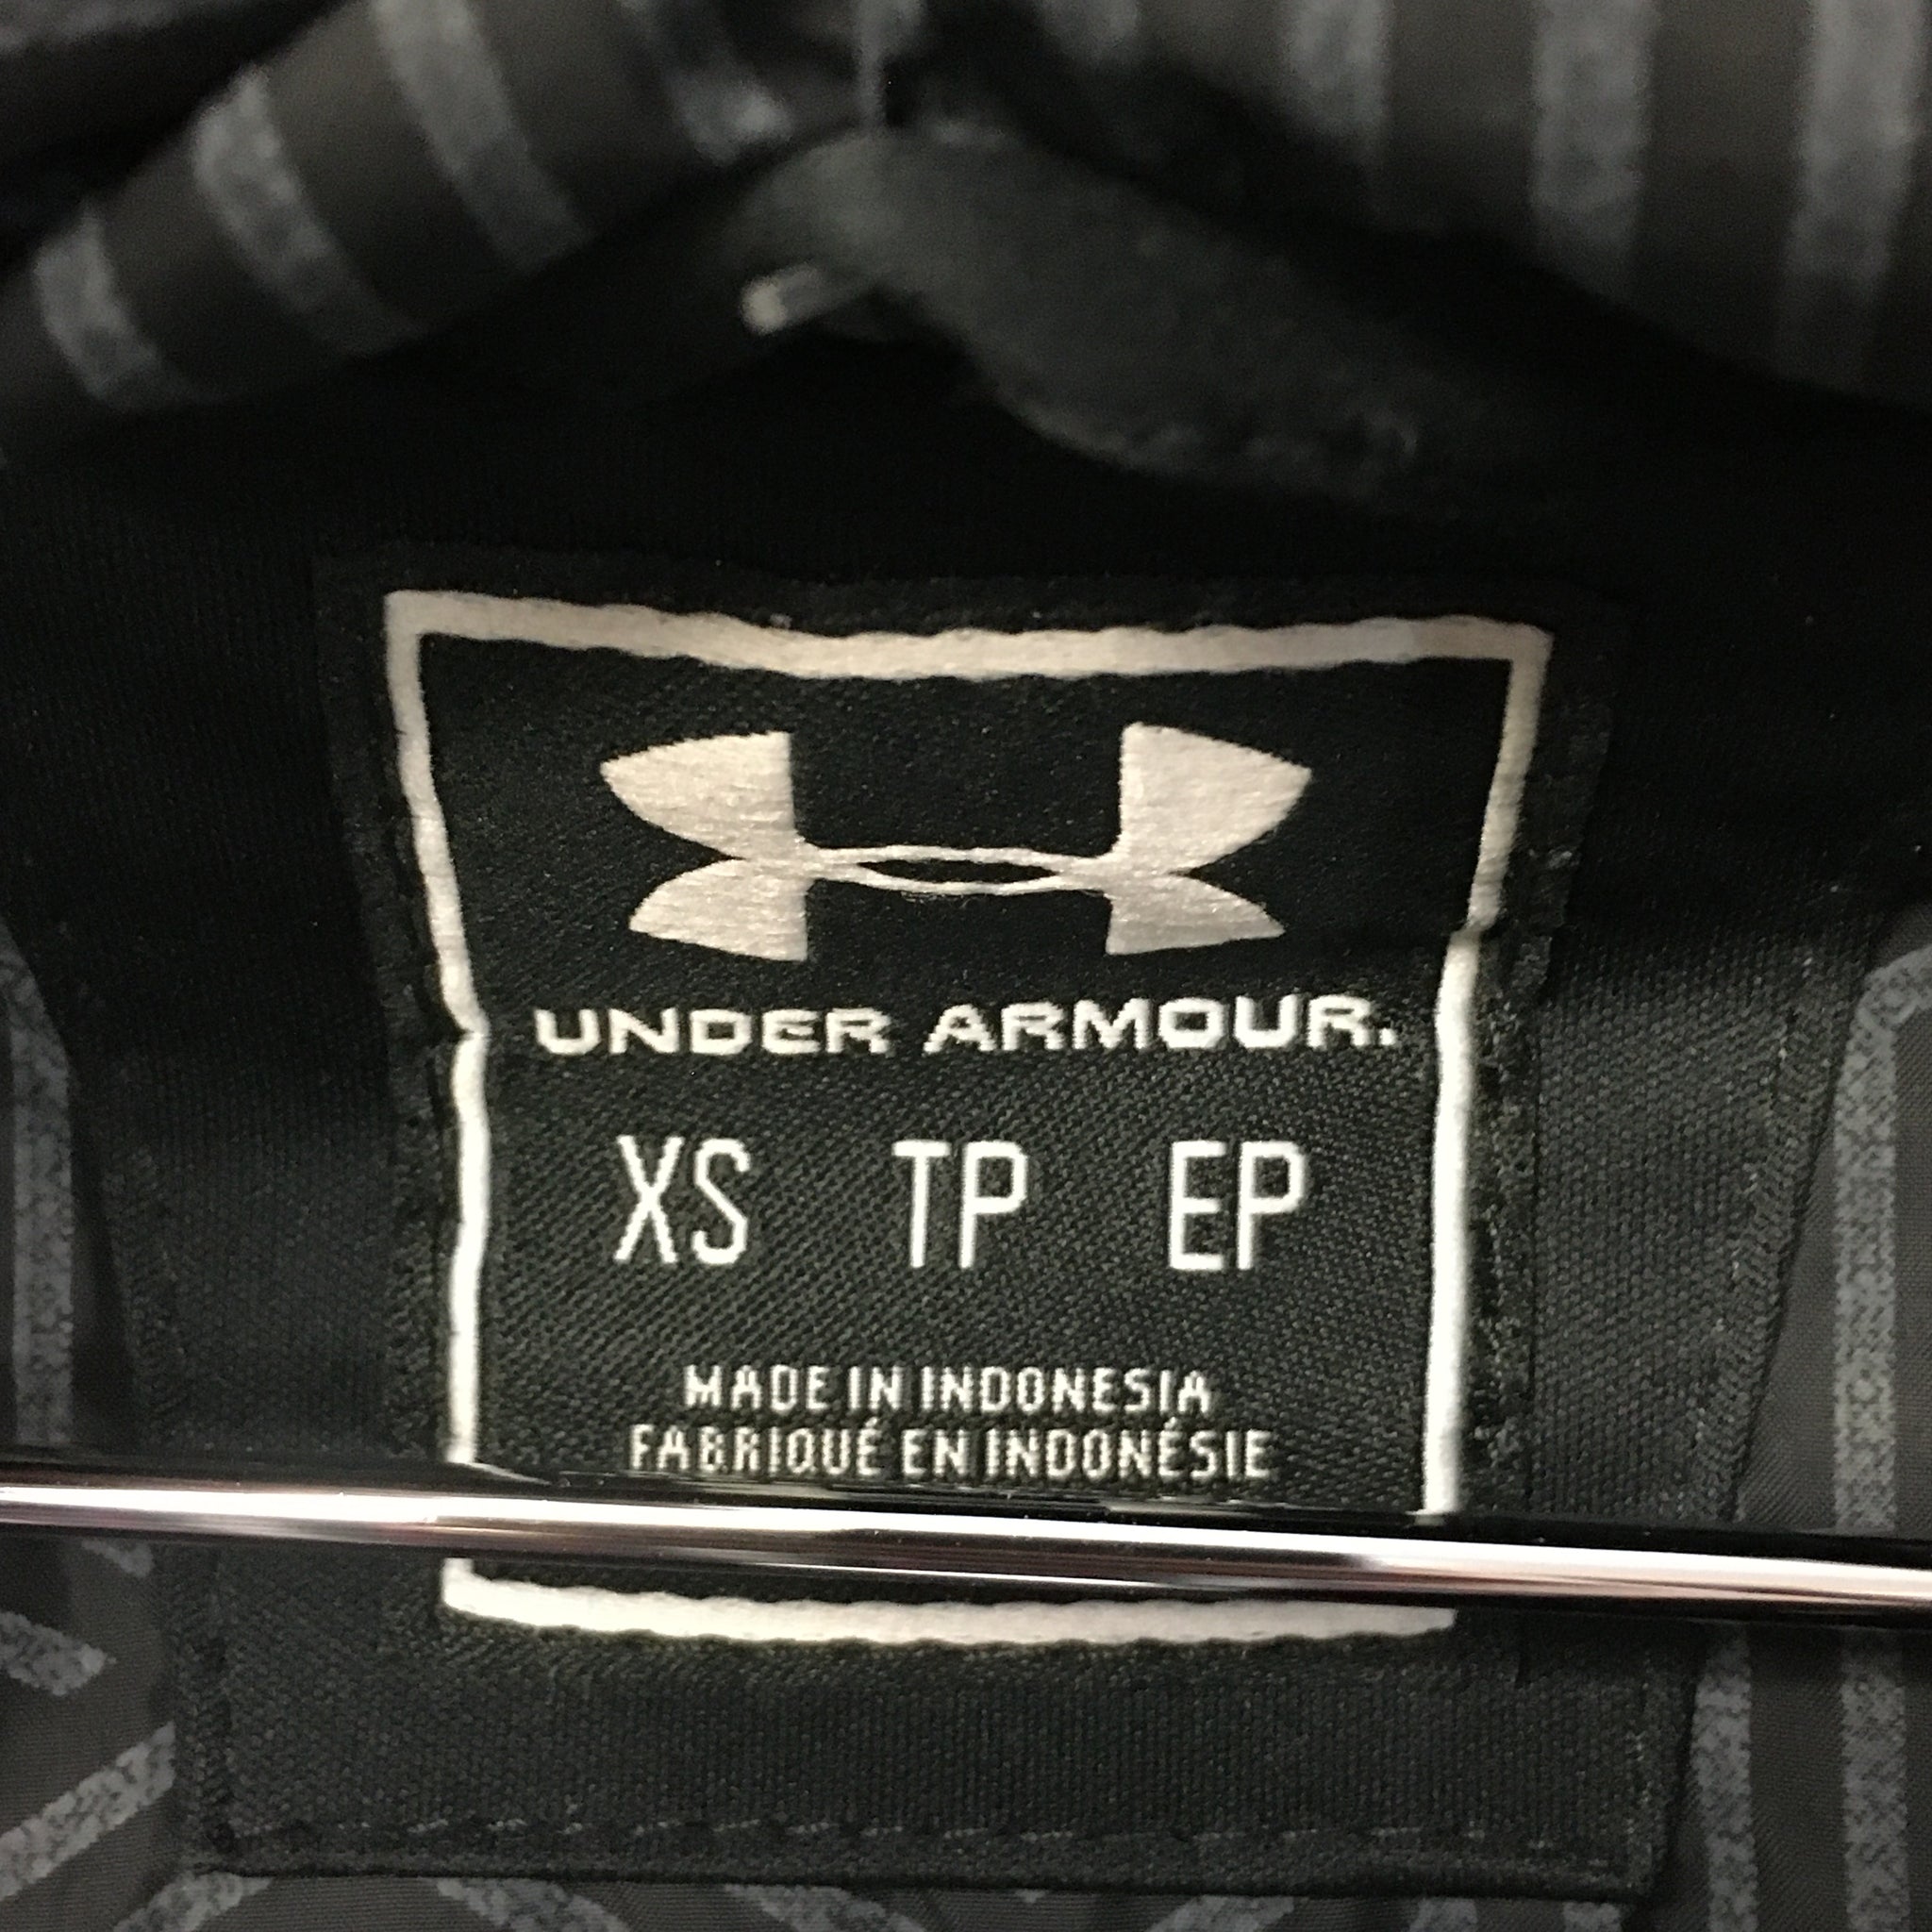 UNDER ARMOUR.
XS TP EP
MADE IN INDONESIA
FABRIQUÉ EN INDONÉSIE